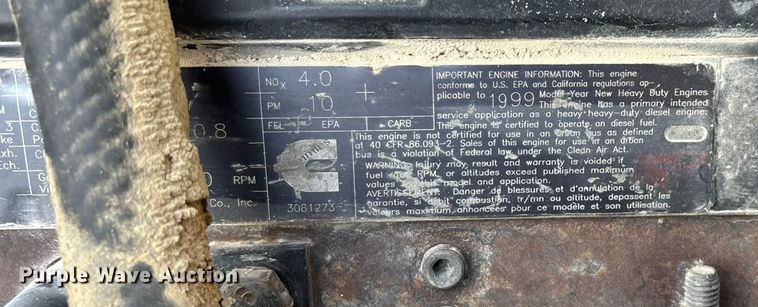 NOx 4.0
PM .10
FEL EPA CARB
0.8
RPM
Co., Inc.
3081273
IMPORTANT ENGINE INFORMATION: This engine
conforms to U.S. EPA and California regulations ap-
plicable to 1999 Model Year New Heavy Duty Engines
This engine has a primary intended
service application as a heavy heavy-duty diesel engine.
This engine is certified to operate on diesel fuel.
This engine is not certified for use in an urban bus as defined
at 40 CFR 86.093-2. Sales of this engine for use in an urban
bus is a violation of Federal law under the Clean Air Act.
WARNING: Injury may result and warranty is voided if
fuel rate, RPM, or altitudes exceed published maximum
values for this model and application.
AVERTISSEMENT: Danger de blessures et d'annulation de la
garantie, si débit combustion, tr/mn ou altitude, depassent les
valeurs maximum annoncées pour ce modèle et son utilisation.
Purple Wave Auction